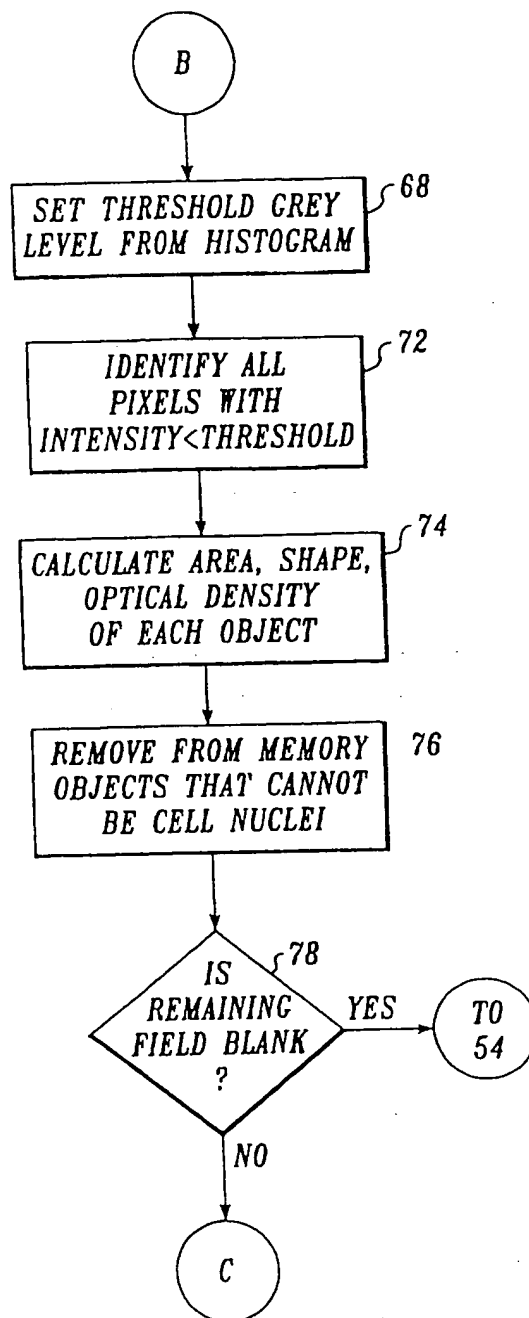 B
68
SET THRESHOLD GREY
LEVEL FROM HISTOGRAM
72
IDENTIFY ALL
PIXELS WITH
INTENSITY<THRESHOLD
74
CALCULATE AREA, SHAPE,
OPTICAL DENSITY
OF EACH OBJECT
76
REMOVE FROM MEMORY
OBJECTS THAT CANNOT
BE CELL NUCLEI
78
IS
REMAINING
FIELD BLANK
?
YES
TO
54
NO
C